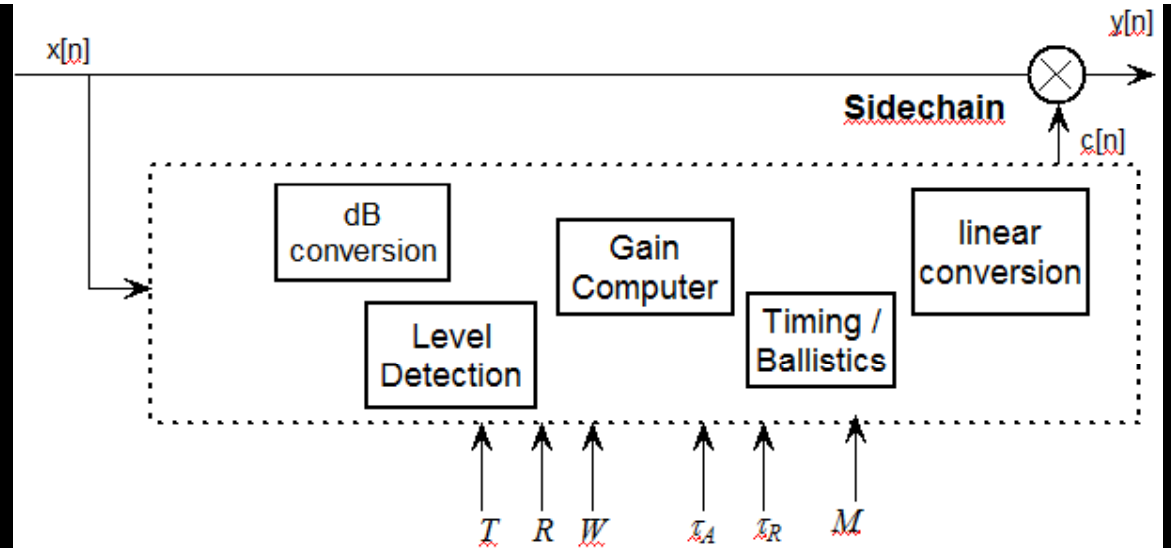 x[n]
y[n]
Sidechain
c[n]
dB
conversion
Level
Detection
Gain
Computer
Timing /
Ballistics
linear
conversion
T R W τA τR M